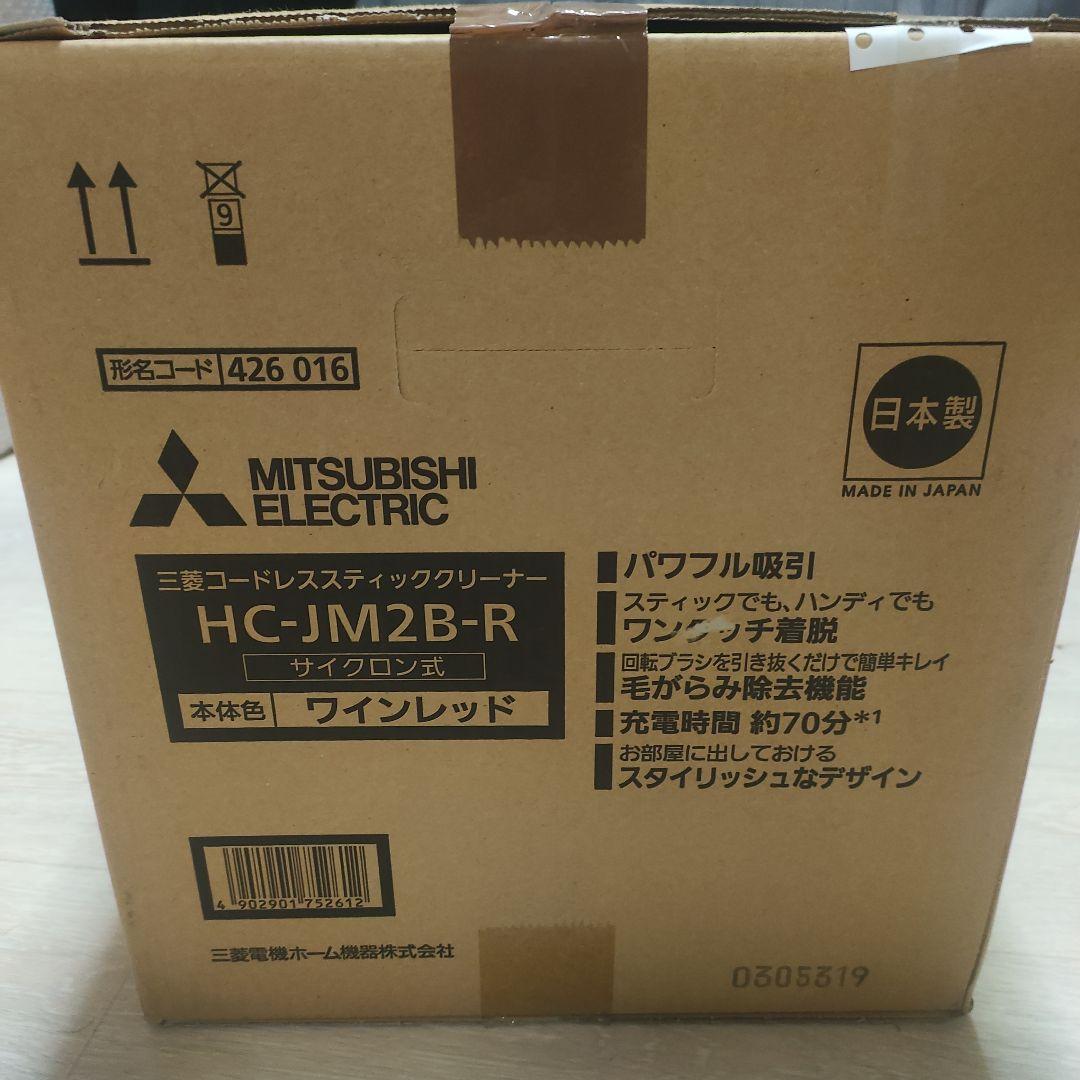 9
形名コード 426 016
日本製
MADE IN JAPAN
MITSUBISHI
ELECTRIC
三菱コードレススティッククリーナー
HC-JM2B-R
サイクロン式
本体色 ワインレッド
パワフル吸引
スティックでも、ハンディでも
ワンタッチ着脱
回転ブラシを引き抜くだけで簡単キレイ
毛がらみ除去機能
充電時間 約70分*1
お部屋に出しておける
スタイリッシュなデザイン
4 902901 752612
三菱電機ホーム機器株式会社
0305319